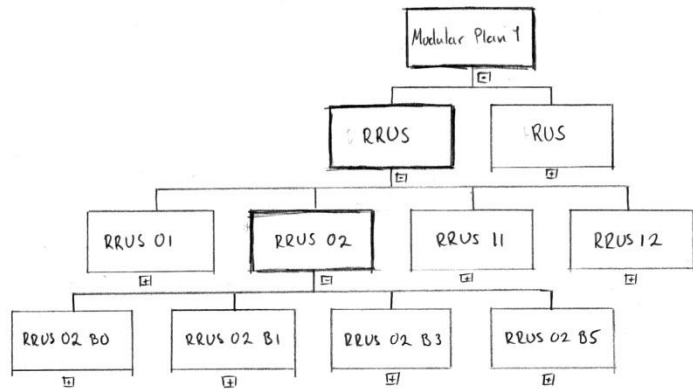 Modular Plan 1
RRUS
RUS
RRUS 01
RRUS 02
RRUS 11
RRUS 12
RRUS 02 B0
RRUS 02 B1
RRUS 02 B3
RRUS 02 B5